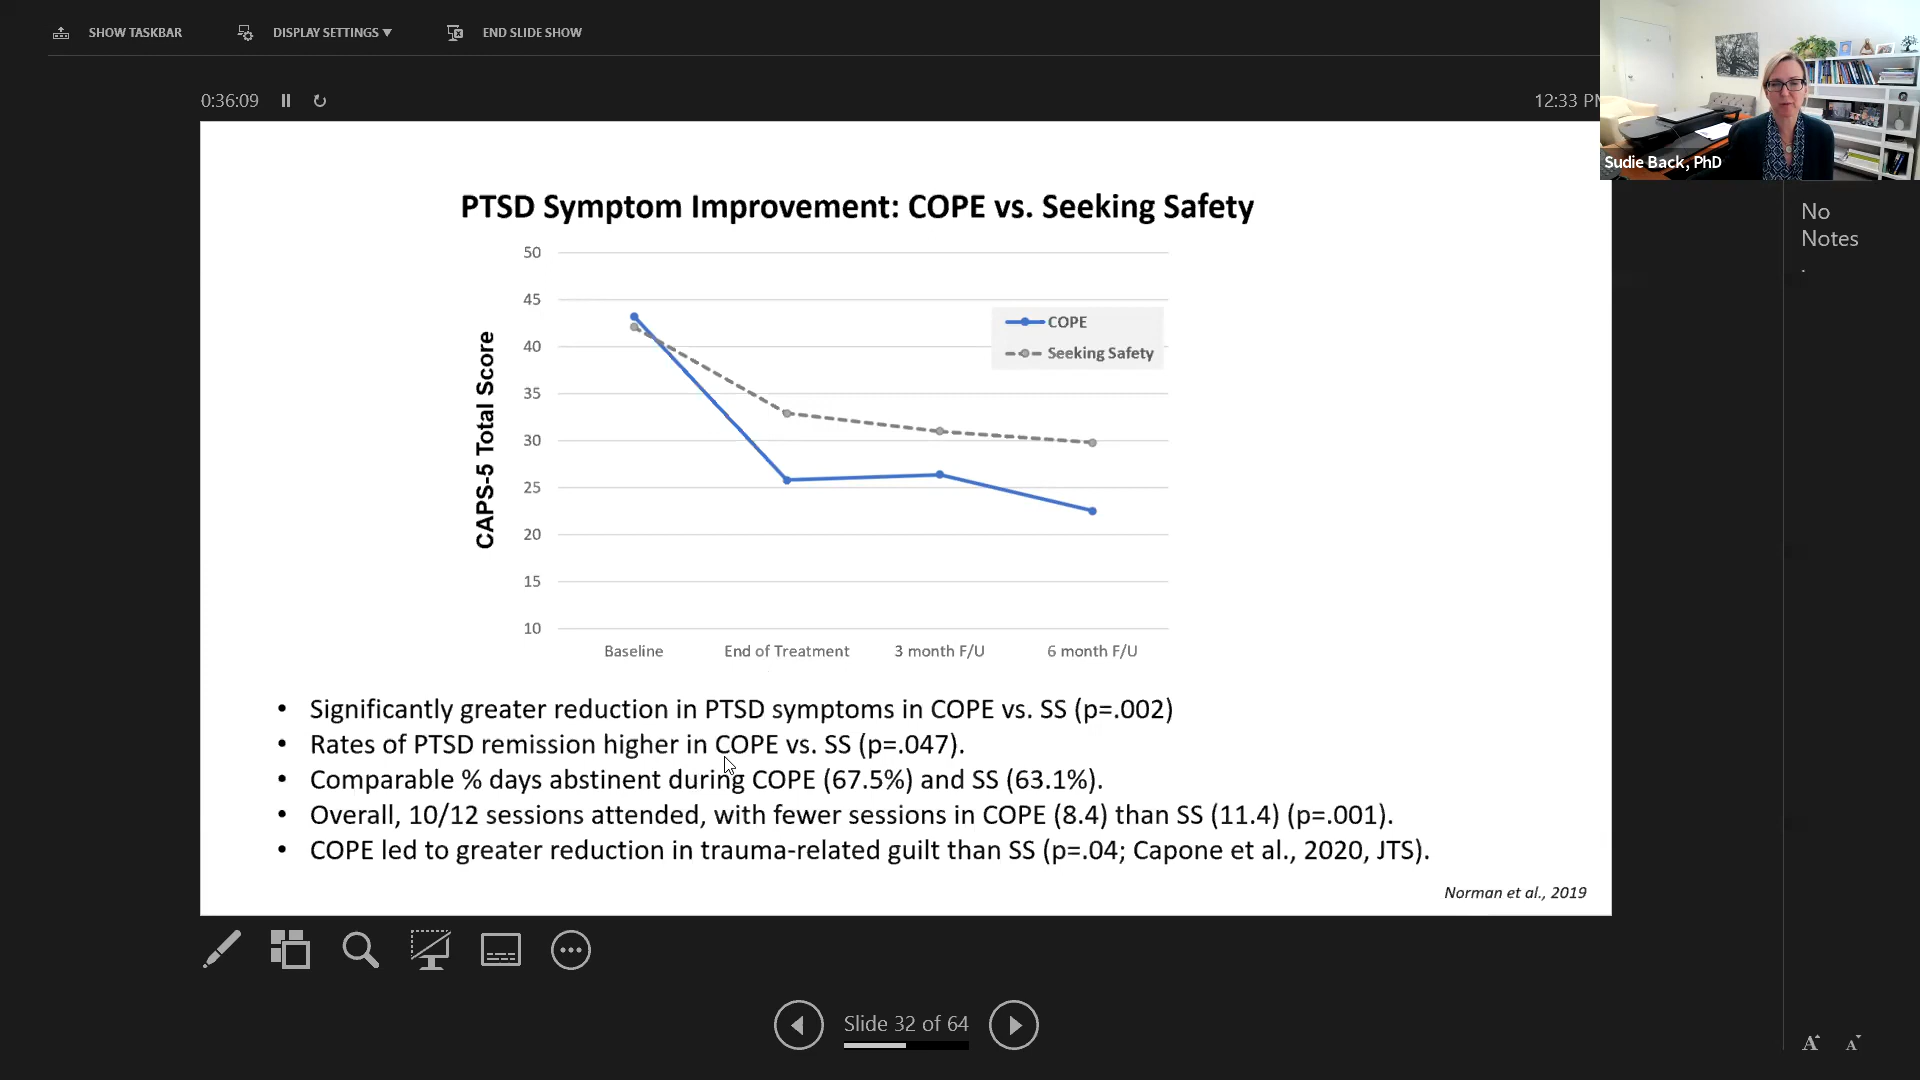 SHOW TASKBAR
DISPLAY SETTINGS ▼
END SLIDE SHOW
0:36:09
12:33 PM
Sudie Back, PhD
No
Notes
.
PTSD Symptom Improvement: COPE vs. Seeking Safety
CAPS-5 Total Score
50
45
40
35
30
25
20
15
10
COPE
Seeking Safety
Baseline
End of Treatment
3 month F/U
6 month F/U
• Significantly greater reduction in PTSD symptoms in COPE vs. SS (p=.002)
• Rates of PTSD remission higher in COPE vs. SS (p=.047).
• Comparable % days abstinent during COPE (67.5%) and SS (63.1%).
• Overall, 10/12 sessions attended, with fewer sessions in COPE (8.4) than SS (11.4) (p=.001).
• COPE led to greater reduction in trauma-related guilt than SS (p=.04; Capone et al., 2020, JTS).
Norman et al., 2019
Slide 32 of 64
A A